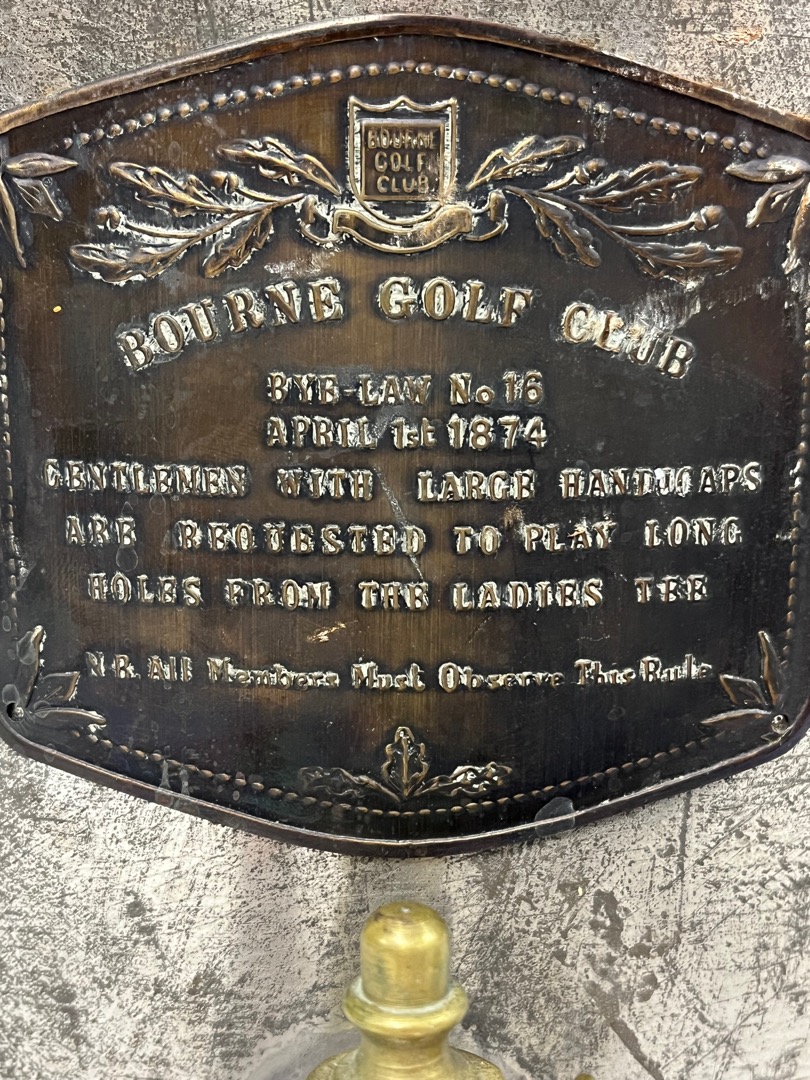 BOURNE
GOLF
CLUB
BOURNE GOLF CLUB
BYE-LAW No 16
APRIL 1st 1874
GENTLEMEN WITH LARGE HANDICAPS
ARE REQUESTED TO PLAY LONG
HOLES FROM THE LADIES TEE
N.B. All Members Must Observe This Rule